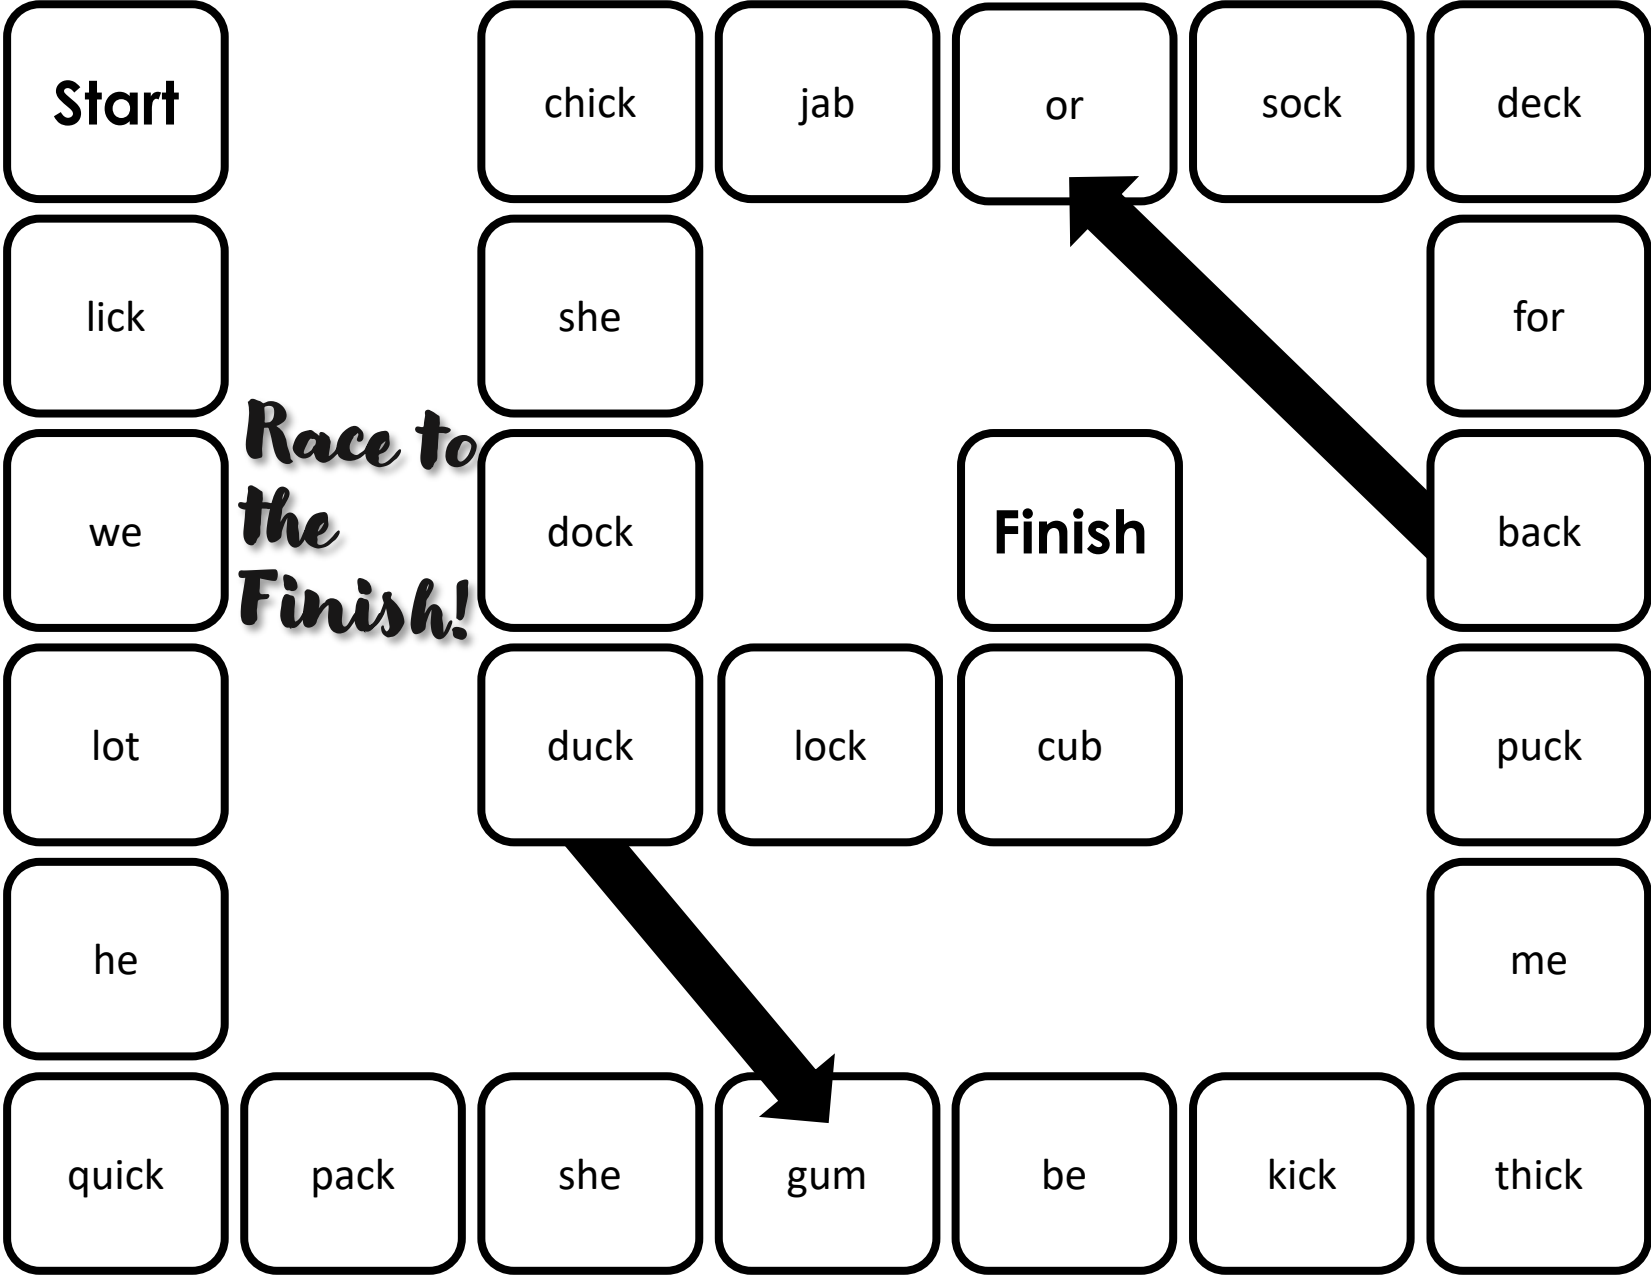 Start
chick
jab
or
sock
deck
lick
she
for
Race to
the
Finish!
we
dock
Finish
back
lot
duck
lock
cub
puck
he
me
quick
pack
she
gum
be
kick
thick